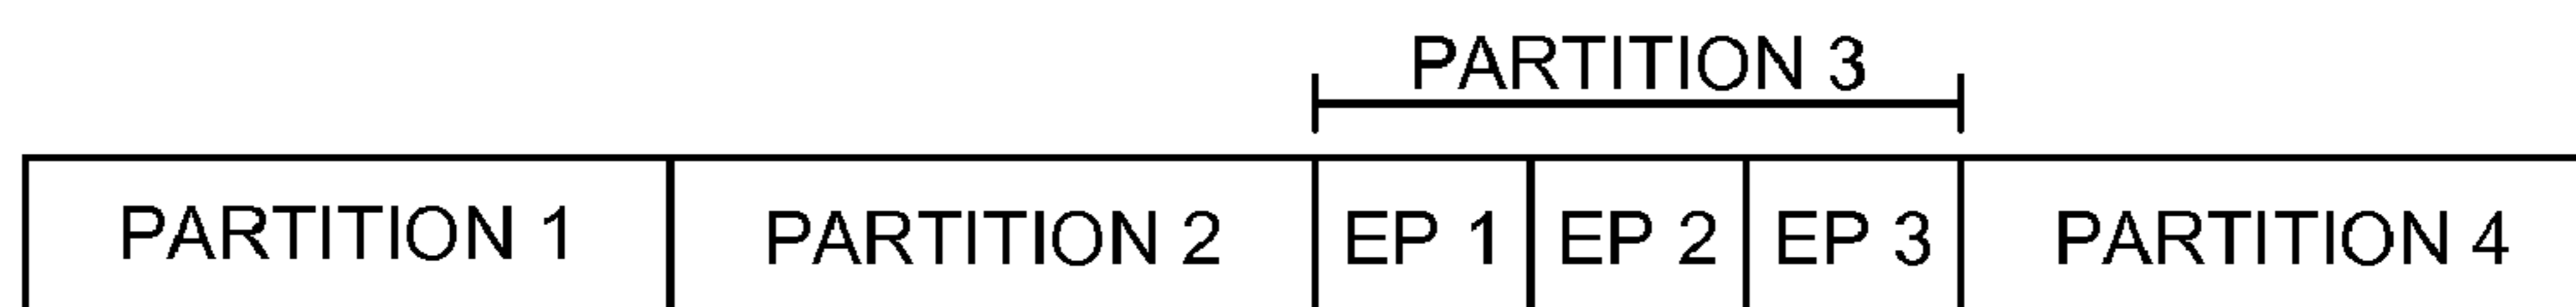 PARTITION 3
PARTITION 1 PARTITION 2 EP 1 EP 2 EP 3 PARTITION 4